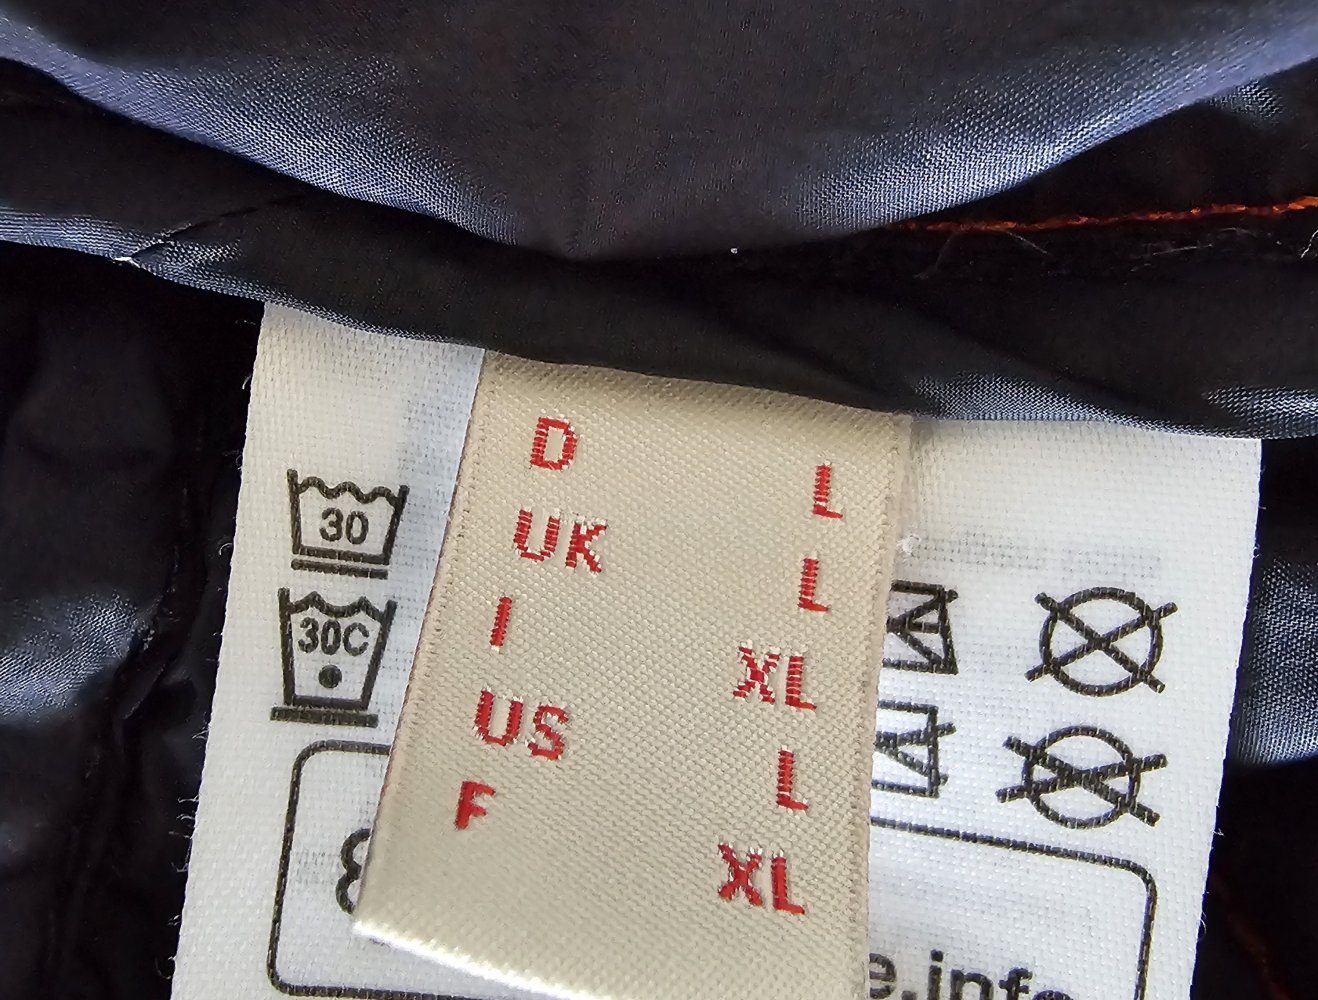 D L
UK L
I XL
US L
F XL
30
30C
e.info